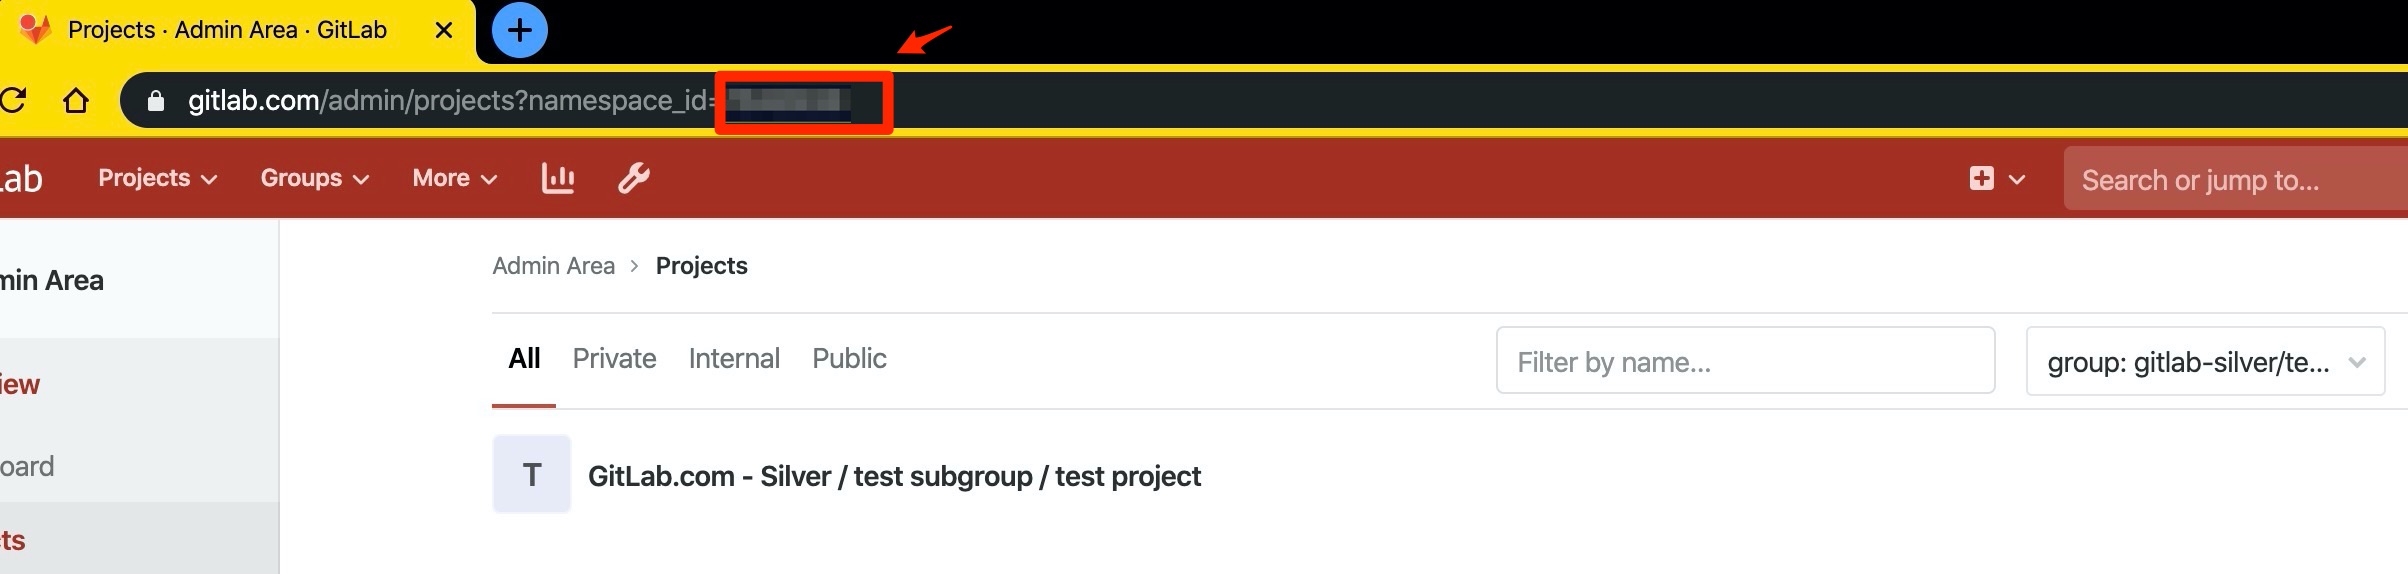 Projects · Admin Area · GitLab
gitlab.com/admin/projects?namespace_id=
Lab Projects Groups More Search or jump to...
Admin Area > Projects
min Area
All Private Internal Public Filter by name... group: gitlab-silver/te...
iew
T GitLab.com - Silver / test subgroup / test project
oard
ts